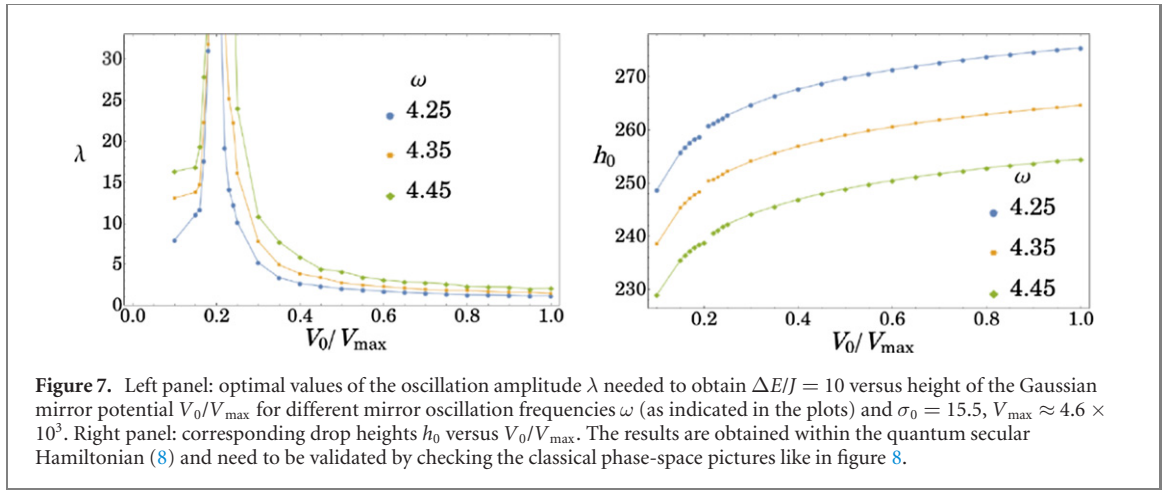 30
25
20
15
10
5
0
λ
ω
4.25
4.35
4.45
0.0 0.2 0.4 0.6 0.8 1.0
V₀/V_max
270
260
250
240
230
h₀
ω
4.25
4.35
4.45
0.2 0.4 0.6 0.8 1.0
V₀/V_max
Figure 7. Left panel: optimal values of the oscillation amplitude λ needed to obtain ΔE/J = 10 versus height of the Gaussian
mirror potential V₀/V_max for different mirror oscillation frequencies ω (as indicated in the plots) and σ₀ = 15.5, V_max ≈ 4.6 ×
10³. Right panel: corresponding drop heights h₀ versus V₀/V_max. The results are obtained within the quantum secular
Hamiltonian (8) and need to be validated by checking the classical phase-space pictures like in figure 8.